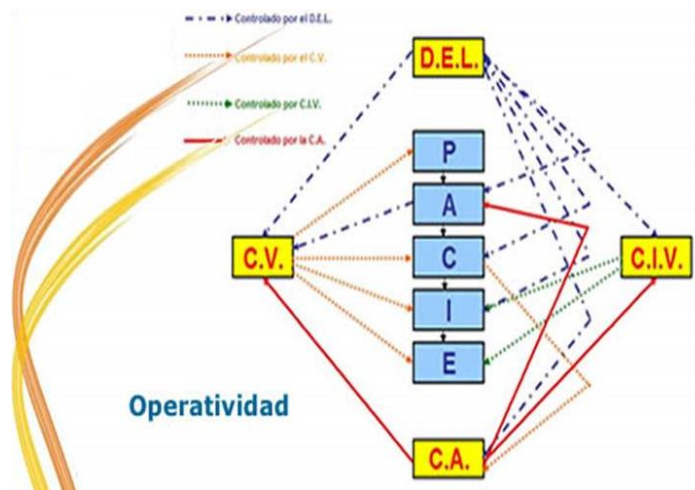 Controlado por el D.E.L.
Controlado por el C.V.
Controlado por C.I.V.
Controlado por la C.A.
D.E.L.
P
A
C.V.
C
C.I.V.
I
E
Operatividad
C.A.